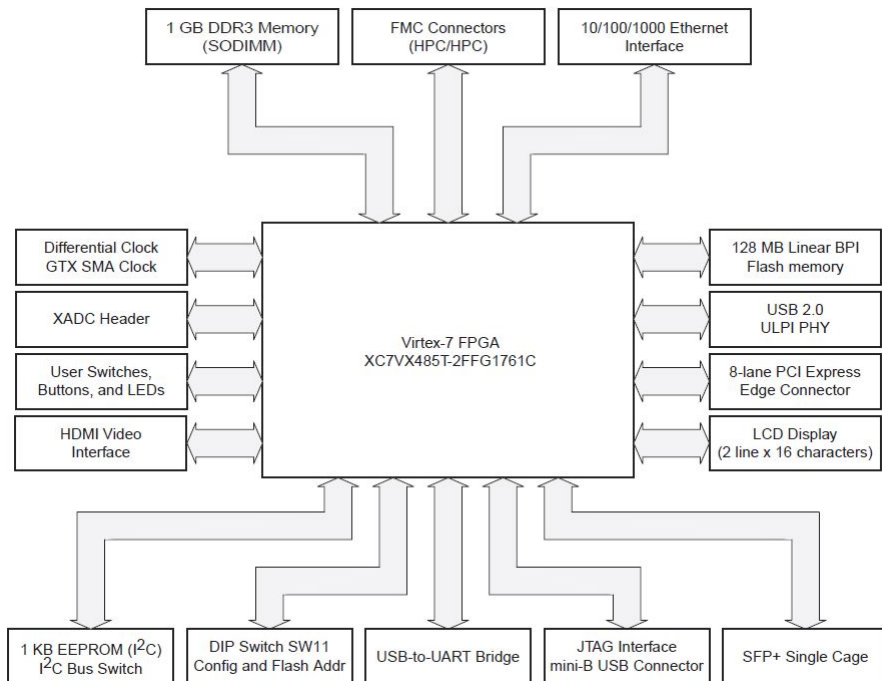 1 GB DDR3 Memory
(SODIMM)
FMC Connectors
(HPC/HPC)
10/100/1000 Ethernet
Interface
Differential Clock
GTX SMA Clock
XADC Header
User Switches,
Buttons, and LEDs
HDMI Video
Interface
Virtex-7 FPGA
XC7VX485T-2FFG1761C
128 MB Linear BPI
Flash memory
USB 2.0
ULPI PHY
8-lane PCI Express
Edge Connector
LCD Display
(2 line x 16 characters)
1 KB EEPROM (I²C)
I²C Bus Switch
DIP Switch SW11
Config and Flash Addr
USB-to-UART Bridge
JTAG Interface
mini-B USB Connector
SFP+ Single Cage